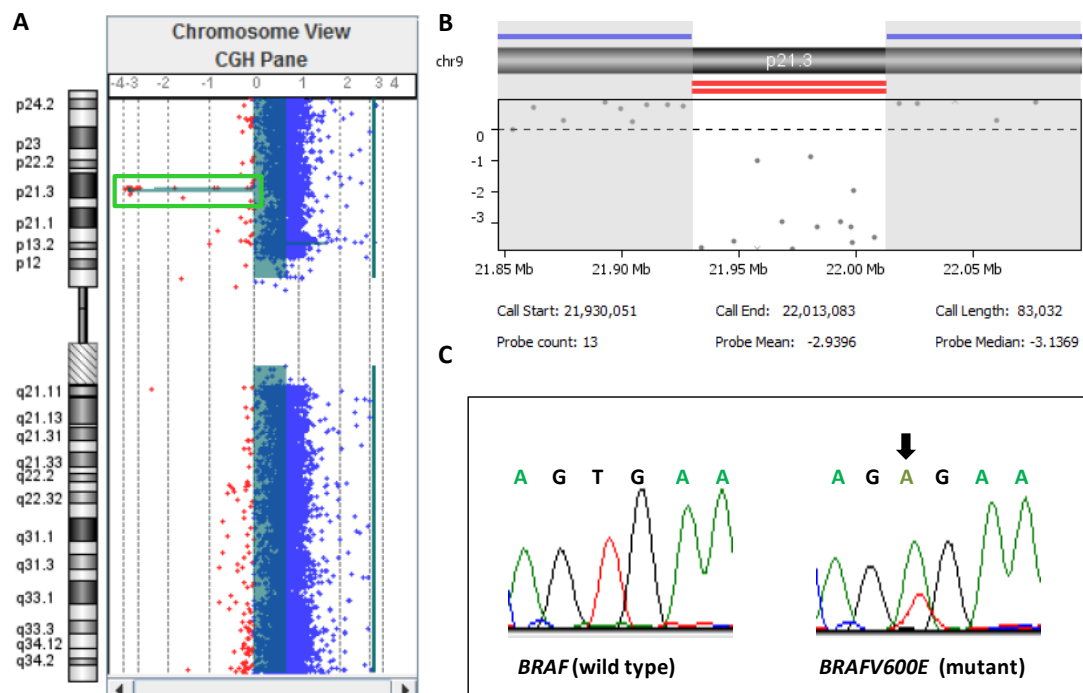 A
Chromosome View
CGH Pane
-4 -3 -2 -1 0 1 2 3 4
p24.2
p23
p22.2
p21.3
p21.1
p13.2
p12
q21.11
q21.13
q21.31
q21.33
q22.2
q22.32
q31.1
q31.3
q33.1
q33.3
q34.12
q34.2
B
chr9
p21.3
0
-1
-2
-3
21.85 Mb 21.90 Mb 21.95 Mb 22.00 Mb 22.05 Mb
Call Start: 21,930,051 Call End: 22,013,083 Call Length: 83,032
Probe count: 13 Probe Mean: -2.9396 Probe Median: -3.1369
C
A G T G A A
A G A G A A
BRAF (wild type)
BRAFV600E (mutant)